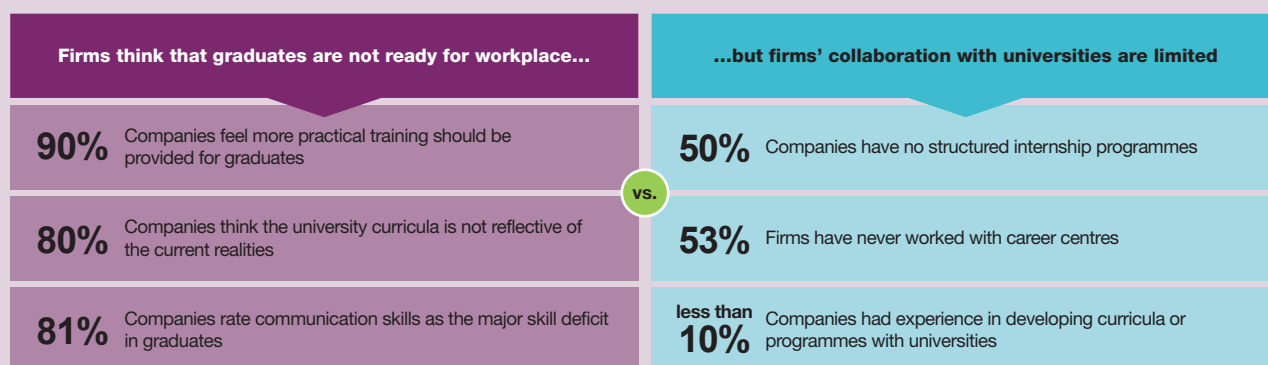 Firms think that graduates are not ready for workplace...
90%
Companies feel more practical training should be
provided for graduates
80%
Companies think the university curricula is not reflective of
the current realities
81%
Companies rate communication skills as the major skill deficit
in graduates
vs.
...but firms’ collaboration with universities are limited
50%
Companies have no structured internship programmes
53%
Firms have never worked with career centres
less than
10%
Companies had experience in developing curricula or
programmes with universities